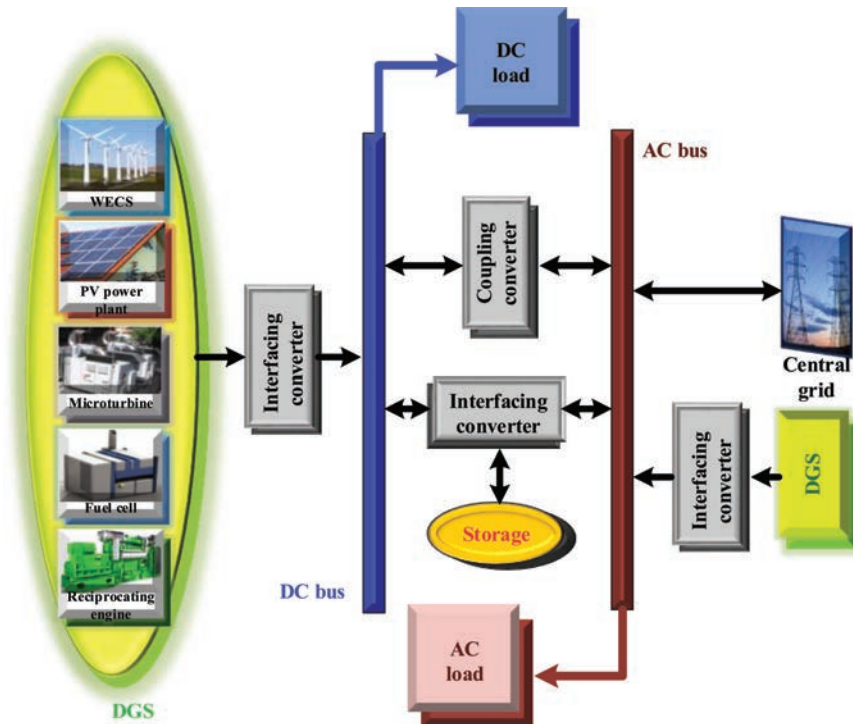 DC
load
AC bus
WECS
PV power
plant
Microturbine
Fuel cell
Reciprocating
engine
DGS
Interfacing
converter
DC bus
Coupling
converter
Interfacing
converter
Storage
AC
load
Central
grid
Interfacing
converter
DGS